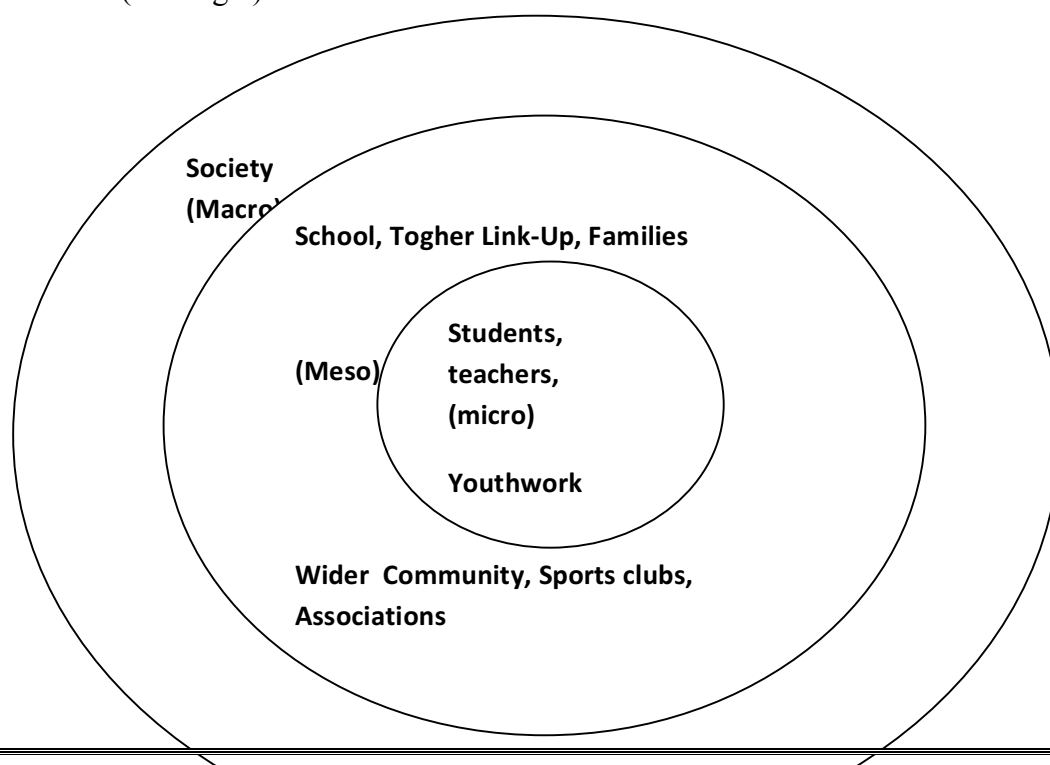 Society
(Macro)
School, Togher Link-Up, Families
Students,
(Meso)
teachers,
(micro)
Youthwork
Wider Community, Sports clubs,
Associations